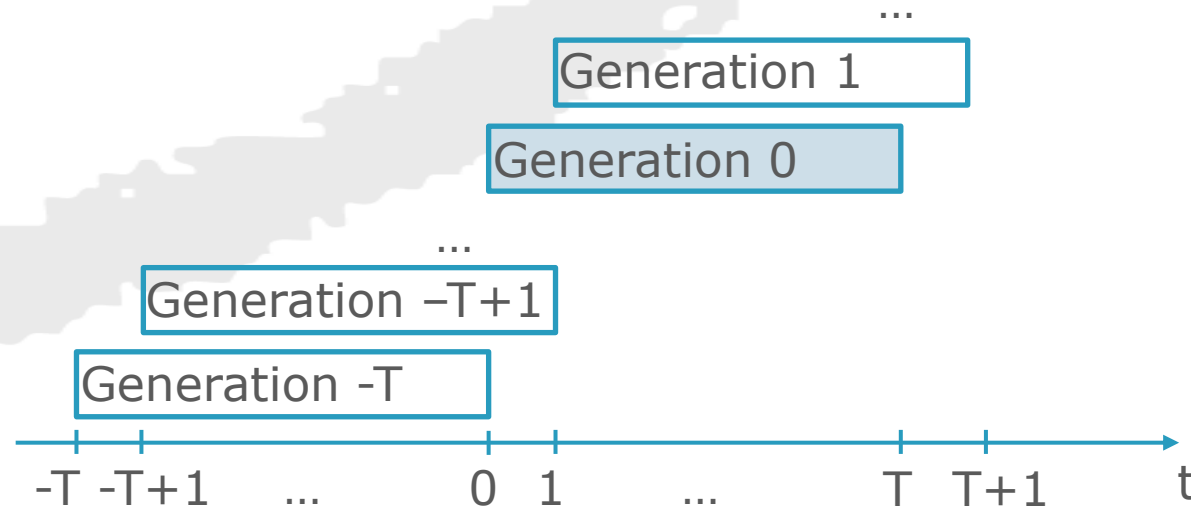 …
Generation 1
Generation 0
…
Generation –T+1
Generation -T
-T -T+1 … 0 1 … T T+1 t